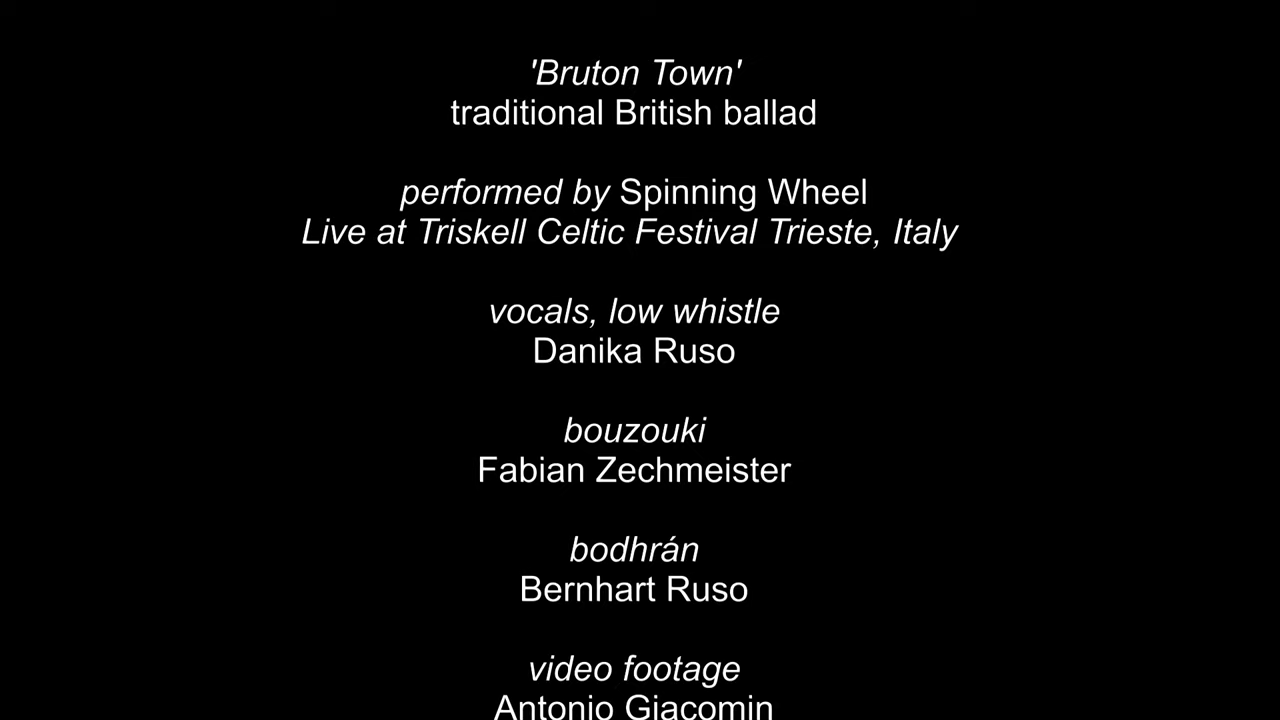 'Bruton Town'
traditional British ballad
performed by Spinning Wheel
Live at Triskell Celtic Festival Trieste, Italy
vocals, low whistle
Danika Ruso
bouzouki
Fabian Zechmeister
bodhrán
Bernhart Ruso
video footage
Antonio Giacomin